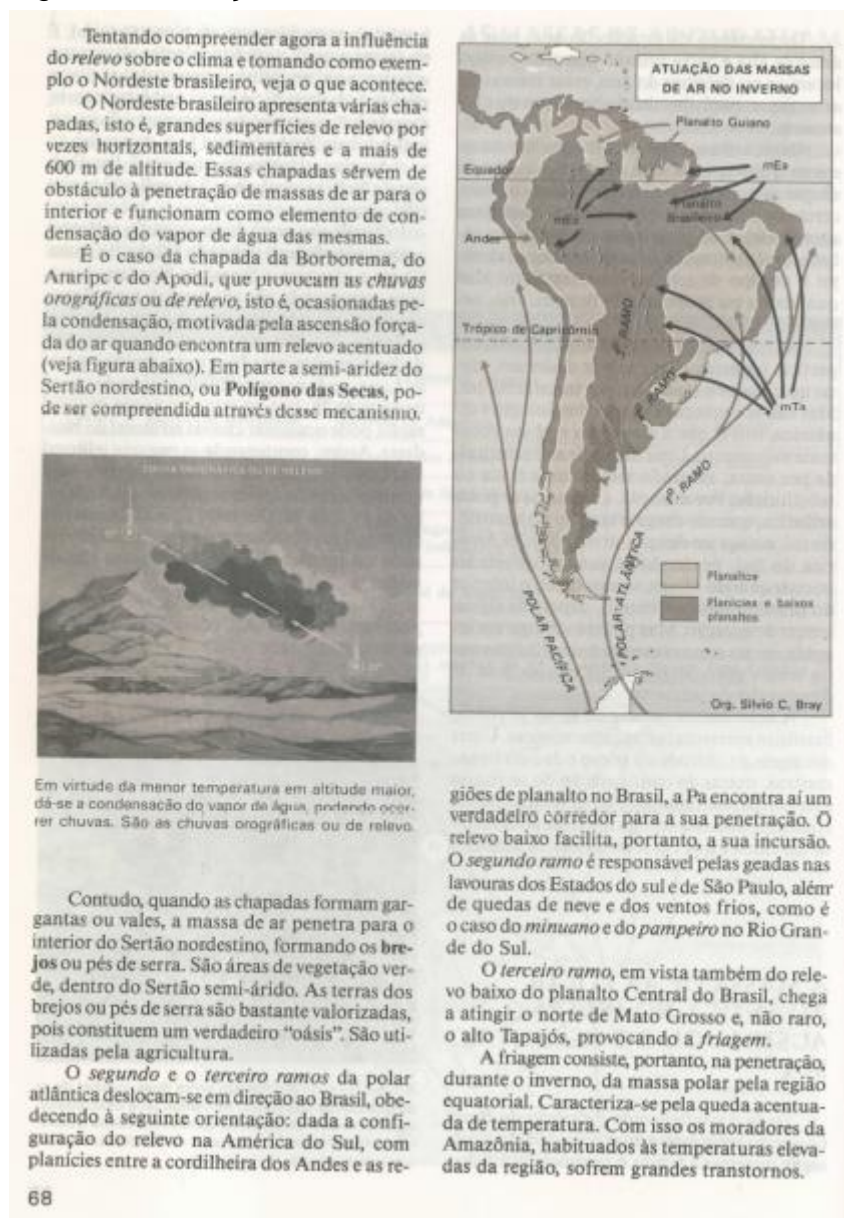 Tentando compreender agora a influência
do relevo sobre o clima e tomando como exem-
plo o Nordeste brasileiro, veja o que acontece.
O Nordeste brasileiro apresenta várias cha-
padas, isto é, grandes superfícies de relevo por
vezes horizontais, sedimentares e a mais de
600 m de altitude. Essas chapadas sérvem de
obstáculo à penetração de massas de ar para o
interior e funcionam como elemento de con-
densação do vapor de água das mesmas.
É o caso da chapada da Borborema, do
Araripe e do Apodi, que provocam as chuvas
orográficas ou de relevo, isto é, ocasionadas pe-
la condensação, motivada pela ascensão força-
da do ar quando encontra um relevo acentuado
(veja figura abaixo). Em parte a semi-aridez do
Sertão nordestino, ou Polígono das Secas, po-
de ser compreendida através desse mecanismo.
Em virtude da menor temperatura em altitude maior,
dá-se a condensação do vapor de água, podendo ocor-
rer chuvas. São as chuvas orográficas ou de relevo.
Contudo, quando as chapadas formam gar-
gantas ou vales, a massa de ar penetra para o
interior do Sertão nordestino, formando os bre-
jos ou pés de serra. São áreas de vegetação ver-
de, dentro do Sertão semi-árido. As terras dos
brejos ou pés de serra são bastante valorizadas,
pois constituem um verdadeiro “oásis”. São uti-
lizadas pela agricultura.
O segundo e o terceiro ramos da polar
atlântica deslocam-se em direção ao Brasil, obe-
decendo à seguinte orientação: dada a confi-
guração do relevo na América do Sul, com
planícies entre a cordilheira dos Andes e as re-
68
ATUAÇÃO DAS MASSAS
DE AR NO INVERNO
Planalto Guiano
Equador
mEa
mEc
Planalto
Brasileiro
Andes
Trópico de Capricórnio
3º. RAMO
2º. RAMO
mTa
1º. RAMO
POLAR ATLÂNTICA
POLAR PACÍFICA
Planaltos
Planícies e baixos
planaltos
Org. Silvio C. Bray
giões de planalto no Brasil, a Pa encontra aí um
verdadeiro corredor para a sua penetração. O
relevo baixo facilita, portanto, a sua incursão.
O segundo ramo é responsável pelas geadas nas
lavouras dos Estados do sul e de São Paulo, além
de quedas de neve e dos ventos frios, como é
o caso do minuano e do pampeiro no Rio Gran-
de do Sul.
O terceiro ramo, em vista também do rele-
vo baixo do planalto Central do Brasil, chega
a atingir o norte de Mato Grosso e, não raro,
o alto Tapajós, provocando a friagem.
A friagem consiste, portanto, na penetração,
durante o inverno, da massa polar pela região
equatorial. Caracteriza-se pela queda acentua-
da de temperatura. Com isso os moradores da
Amazônia, habituados às temperaturas eleva-
das da região, sofrem grandes transtornos.